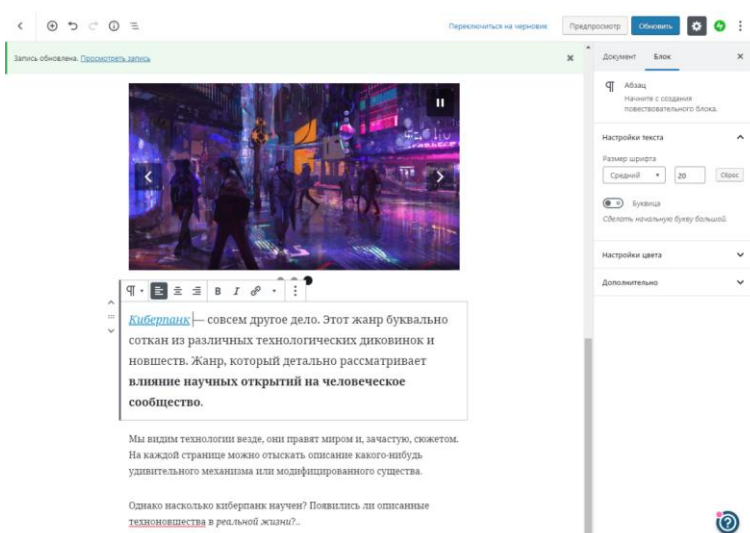 Переключиться на черновик
Предпросмотр
Обновить
Запись обновлена. Просмотреть запись
Документ
Блок
Абзац
Начните с создания
повествовательного блока.
Настройки текста
Размер шрифта
Средний
20
Сброс
Буквица
Сделать начальную букву большой.
Настройки цвета
Дополнительно
B I
Киберпанк — совсем другое дело. Этот жанр буквально
соткан из различных технологических диковинок и
новшеств. Жанр, который детально рассматривает
влияние научных открытий на человеческое
сообщество.
Мы видим технологии везде, они правят миром и, зачастую, сюжетом.
На каждой странице можно отыскать описание какого-нибудь
удивительного механизма или модифицированного существа.
Однако насколько киберпанк научен? Появились ли описанные
техноновшества в реальной жизни?..